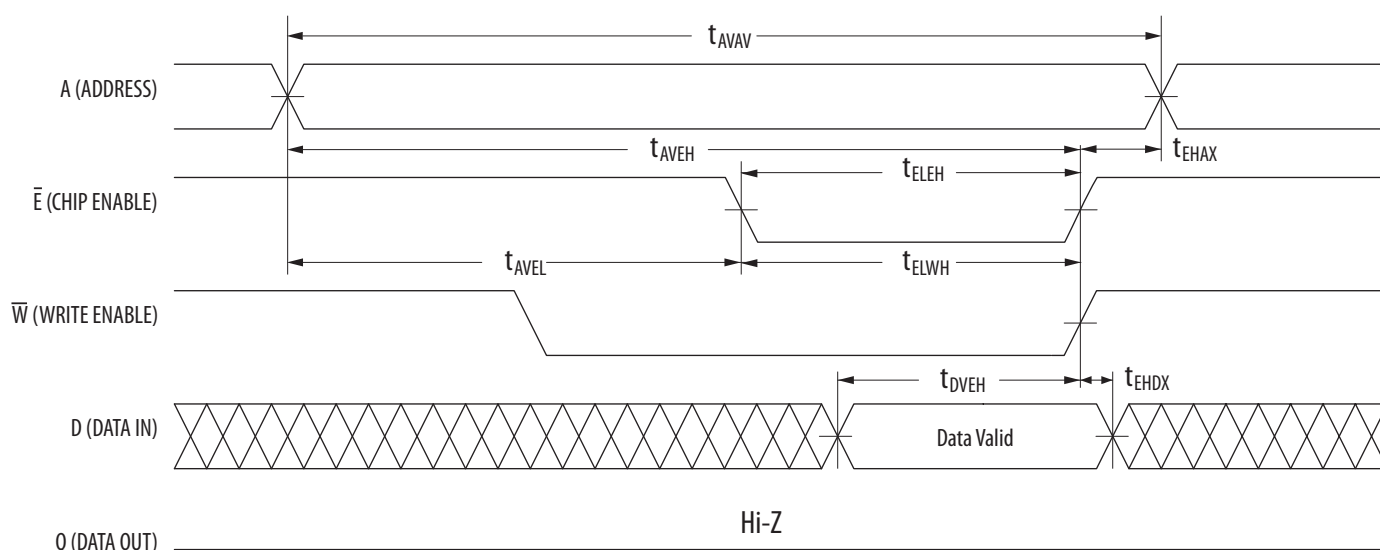 tAVAV
A (ADDRESS)
tAVEH
tEHAX
tELEH
E̅ (CHIP ENABLE)
tAVEL
tELWH
W̅ (WRITE ENABLE)
tDVEH
tEHDX
D (DATA IN)
Data Valid
Hi-Z
Q (DATA OUT)